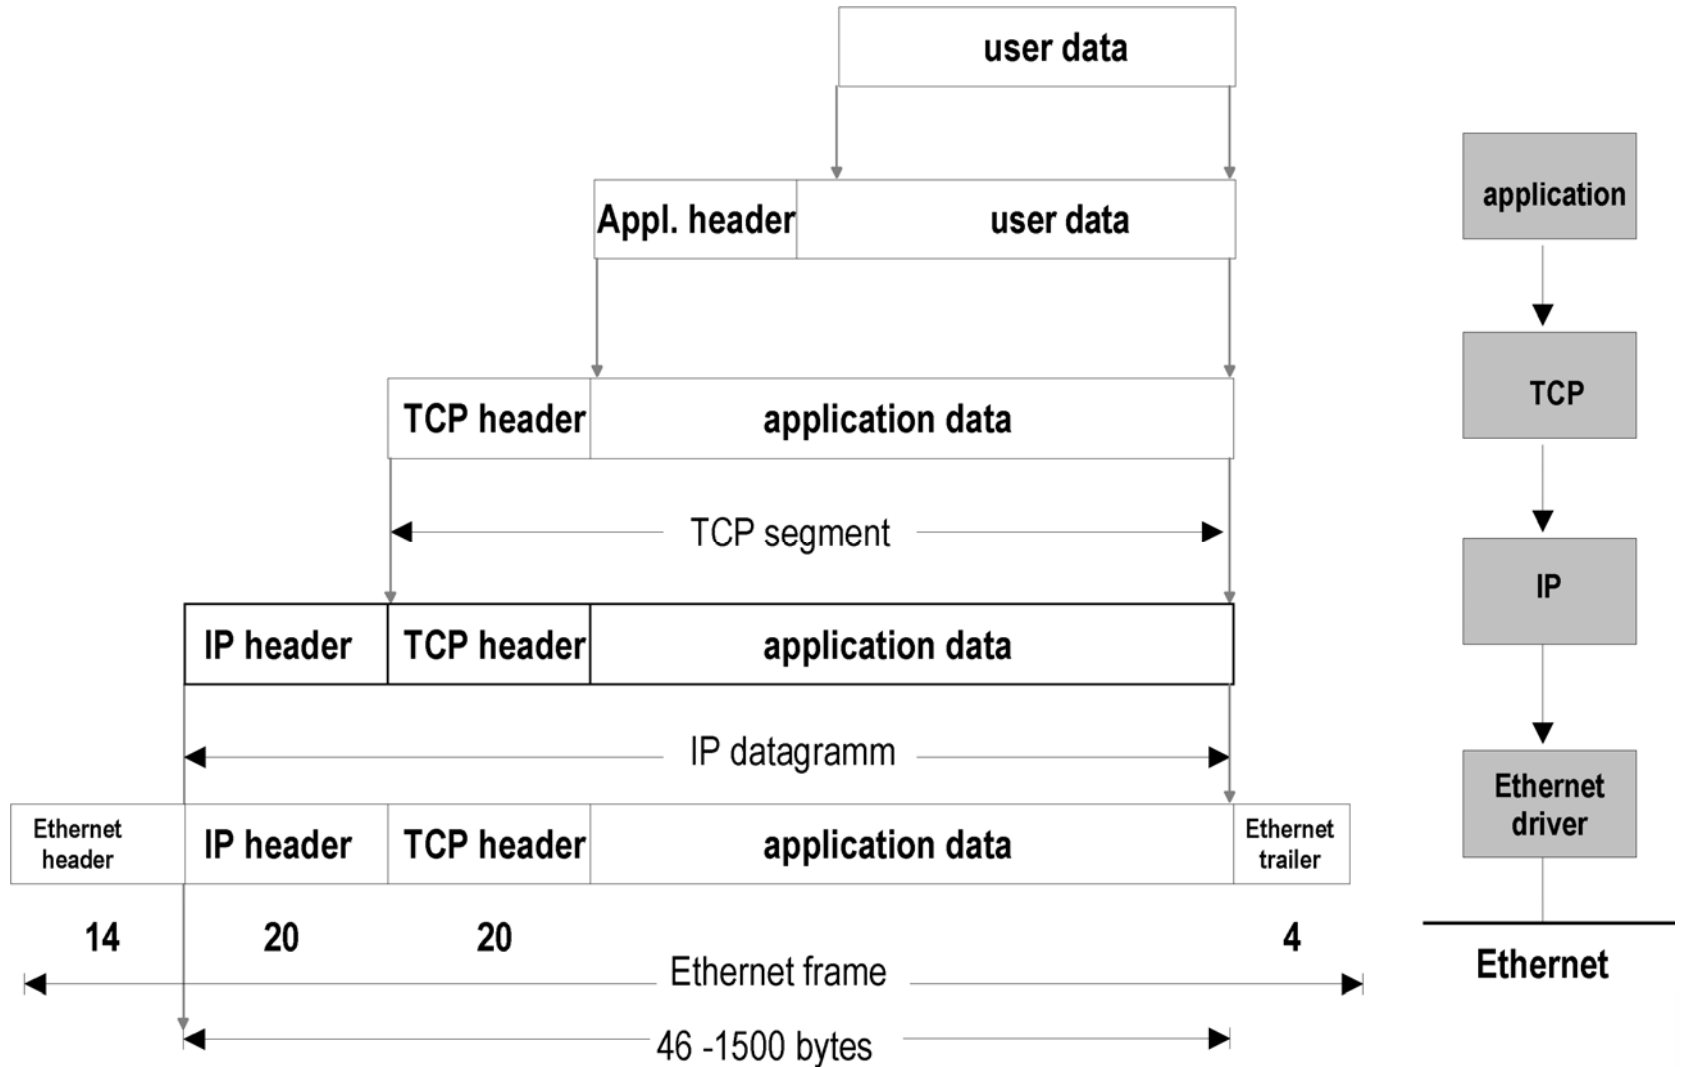 user data
application
Appl. header user data
TCP
TCP header application data
TCP segment
IP
IP header TCP header application data
IP datagramm
Ethernet
driver
Ethernet
header
IP header TCP header application data
Ethernet
trailer
14 20 20 4
Ethernet
Ethernet frame
46 -1500 bytes